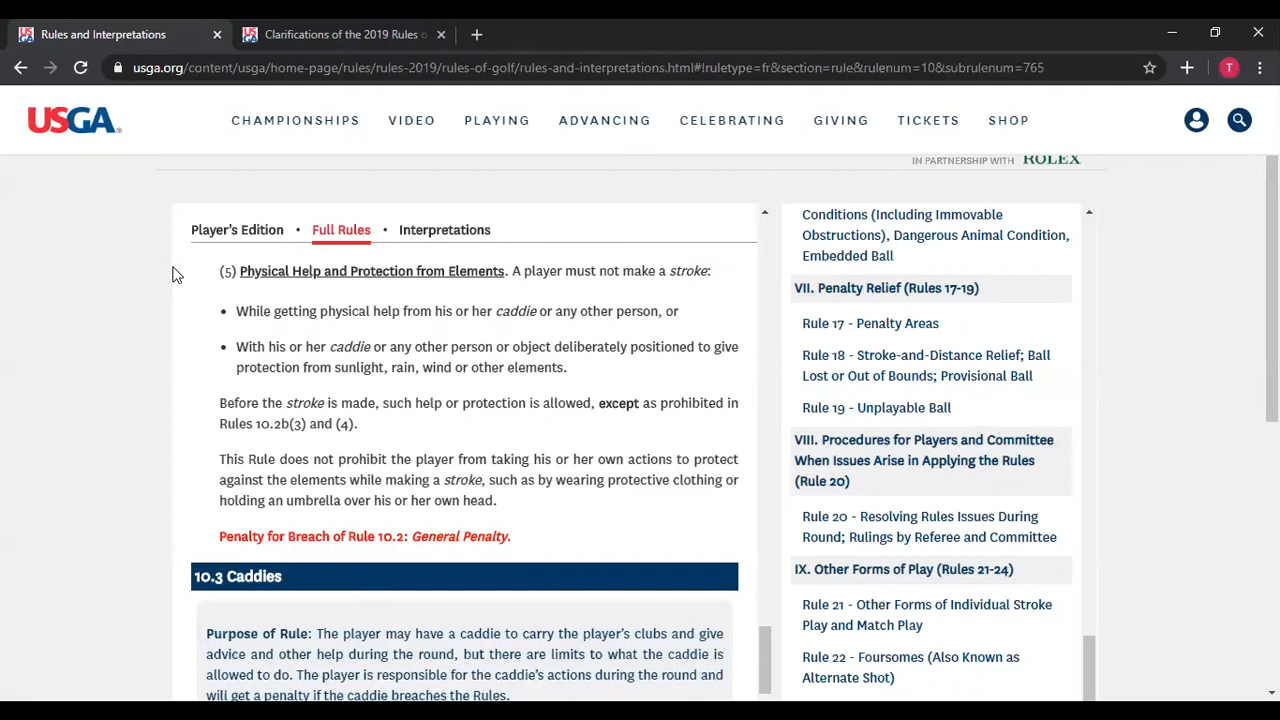 Rules and Interpretations
Clarifications of the 2019 Rules o
usga.org/content/usga/home-page/rules/rules-2019/rules-of-golf/rules-and-interpretations.html#!ruletype=fr&section=rule&rulenum=10&subrulenum=765
T
USGA
CHAMPIONSHIPS VIDEO PLAYING ADVANCING CELEBRATING GIVING TICKETS SHOP
IN PARTNERSHIP WITH ROLEX
Player's Edition • Full Rules • Interpretations
(5) Physical Help and Protection from Elements. A player must not make a stroke:
• While getting physical help from his or her caddie or any other person, or
• With his or her caddie or any other person or object deliberately positioned to give
protection from sunlight, rain, wind or other elements.
Before the stroke is made, such help or protection is allowed, except as prohibited in
Rules 10.2b(3) and (4).
This Rule does not prohibit the player from taking his or her own actions to protect
against the elements while making a stroke, such as by wearing protective clothing or
holding an umbrella over his or her own head.
Penalty for Breach of Rule 10.2: General Penalty.
10.3 Caddies
Purpose of Rule: The player may have a caddie to carry the player's clubs and give
advice and other help during the round, but there are limits to what the caddie is
allowed to do. The player is responsible for the caddie's actions during the round and
will get a penalty if the caddie breaches the Rules.
Conditions (Including Immovable
Obstructions), Dangerous Animal Condition,
Embedded Ball
VII. Penalty Relief (Rules 17-19)
Rule 17 - Penalty Areas
Rule 18 - Stroke-and-Distance Relief; Ball
Lost or Out of Bounds; Provisional Ball
Rule 19 - Unplayable Ball
VIII. Procedures for Players and Committee
When Issues Arise in Applying the Rules
(Rule 20)
Rule 20 - Resolving Rules Issues During
Round; Rulings by Referee and Committee
IX. Other Forms of Play (Rules 21-24)
Rule 21 - Other Forms of Individual Stroke
Play and Match Play
Rule 22 - Foursomes (Also Known as
Alternate Shot)